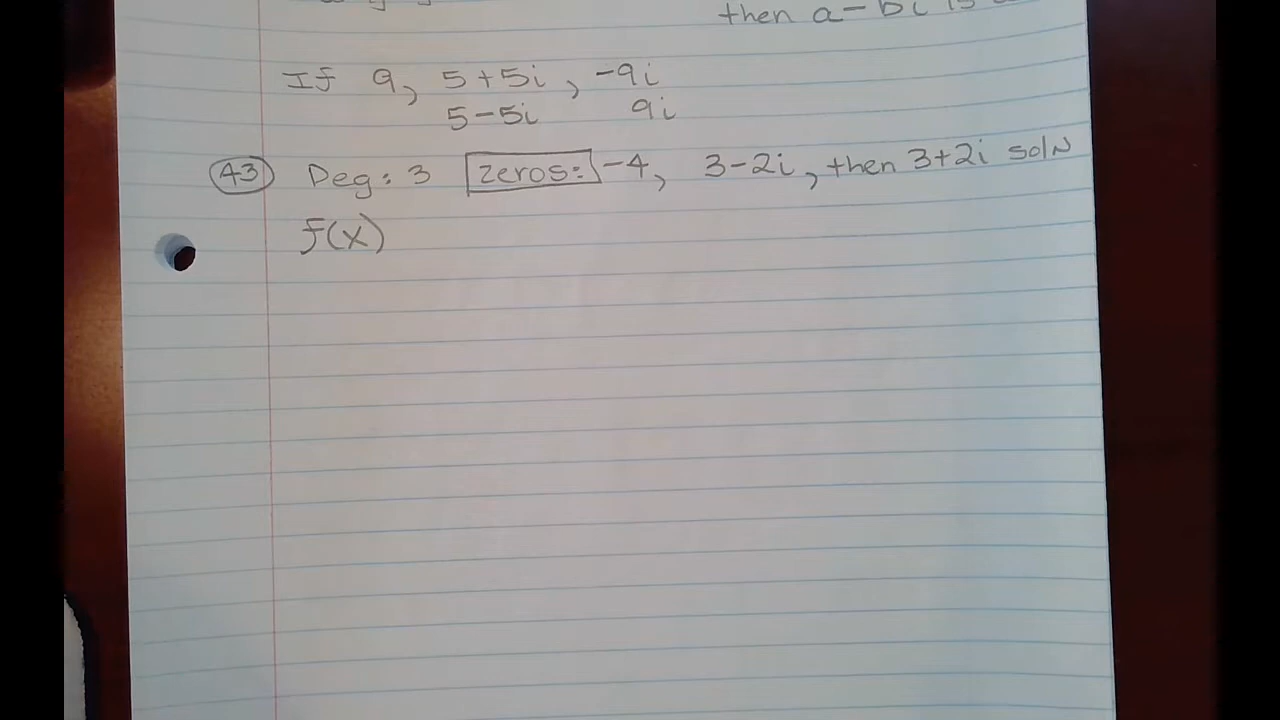 then a-bi is
If 9, 5+5i, -9i
5-5i 9i
43 Deg: 3 zeros: -4, 3-2i, then 3+2i soln
f(x)